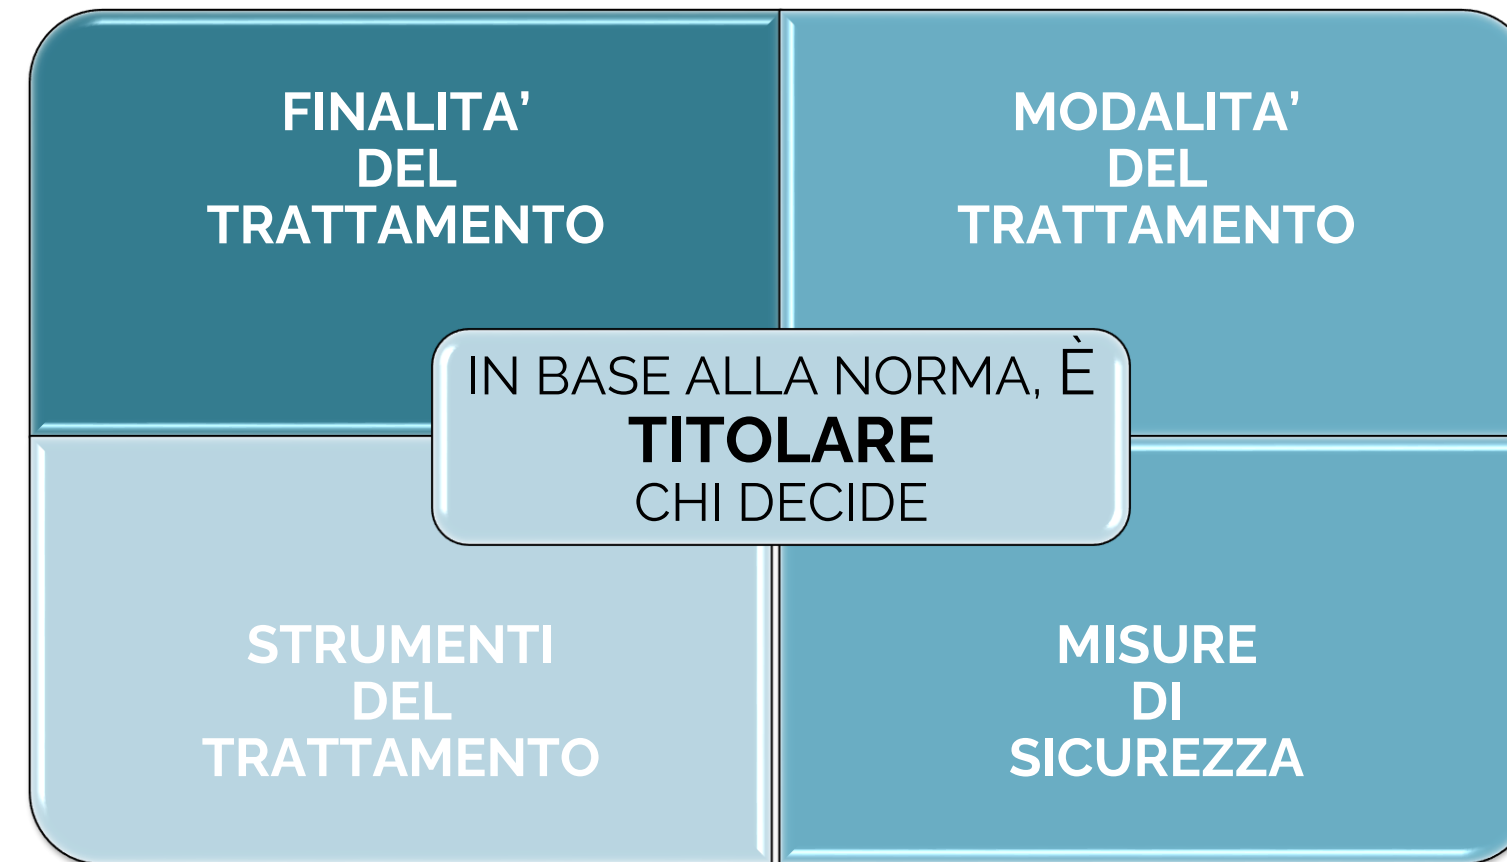 FINALITA’
DEL
TRATTAMENTO
MODALITA’
DEL
TRATTAMENTO
IN BASE ALLA NORMA, È
TITOLARE
CHI DECIDE
STRUMENTI
DEL
TRATTAMENTO
MISURE
DI
SICUREZZA